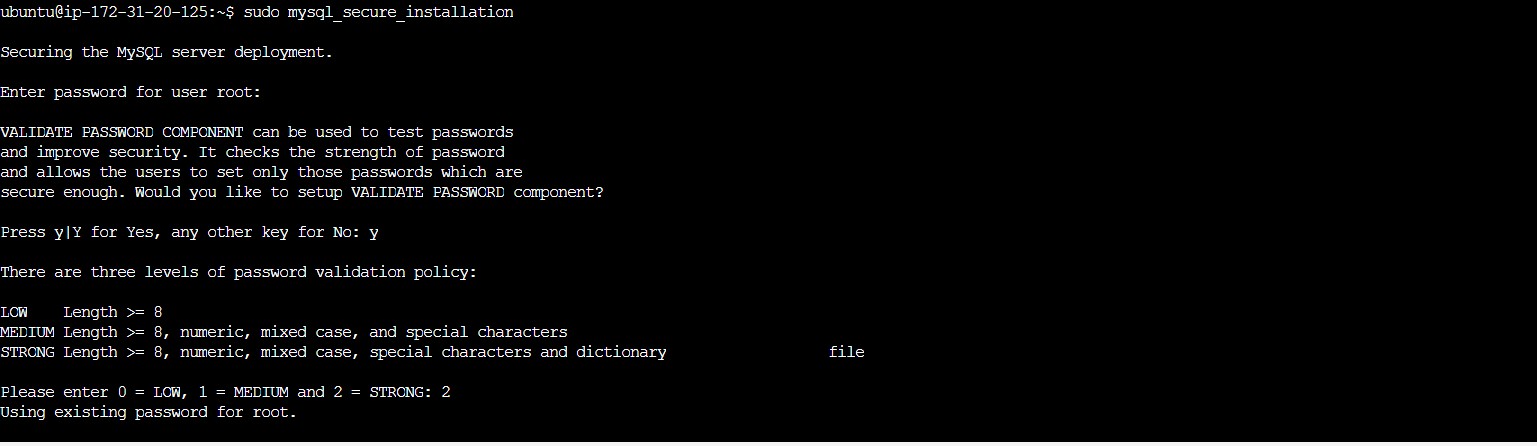 ubuntu@ip-172-31-20-125:~$ sudo mysql_secure_installation
Securing the MySQL server deployment.
Enter password for user root:
VALIDATE PASSWORD COMPONENT can be used to test passwords
and improve security. It checks the strength of password
and allows the users to set only those passwords which are
secure enough. Would you like to setup VALIDATE PASSWORD component?
Press y|Y for Yes, any other key for No: y
There are three levels of password validation policy:
LOW    Length >= 8
MEDIUM Length >= 8, numeric, mixed case, and special characters
STRONG Length >= 8, numeric, mixed case, special characters and dictionary                  file
Please enter 0 = LOW, 1 = MEDIUM and 2 = STRONG: 2
Using existing password for root.